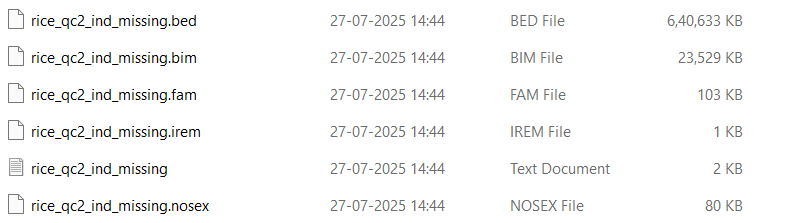 rice_qc2_ind_missing.bed 27-07-2025 14:44 BED File 6,40,633 KB
rice_qc2_ind_missing.bim 27-07-2025 14:44 BIM File 23,529 KB
rice_qc2_ind_missing.fam 27-07-2025 14:44 FAM File 103 KB
rice_qc2_ind_missing.irem 27-07-2025 14:44 IREM File 1 KB
rice_qc2_ind_missing 27-07-2025 14:44 Text Document 2 KB
rice_qc2_ind_missing.nosex 27-07-2025 14:44 NOSEX File 80 KB